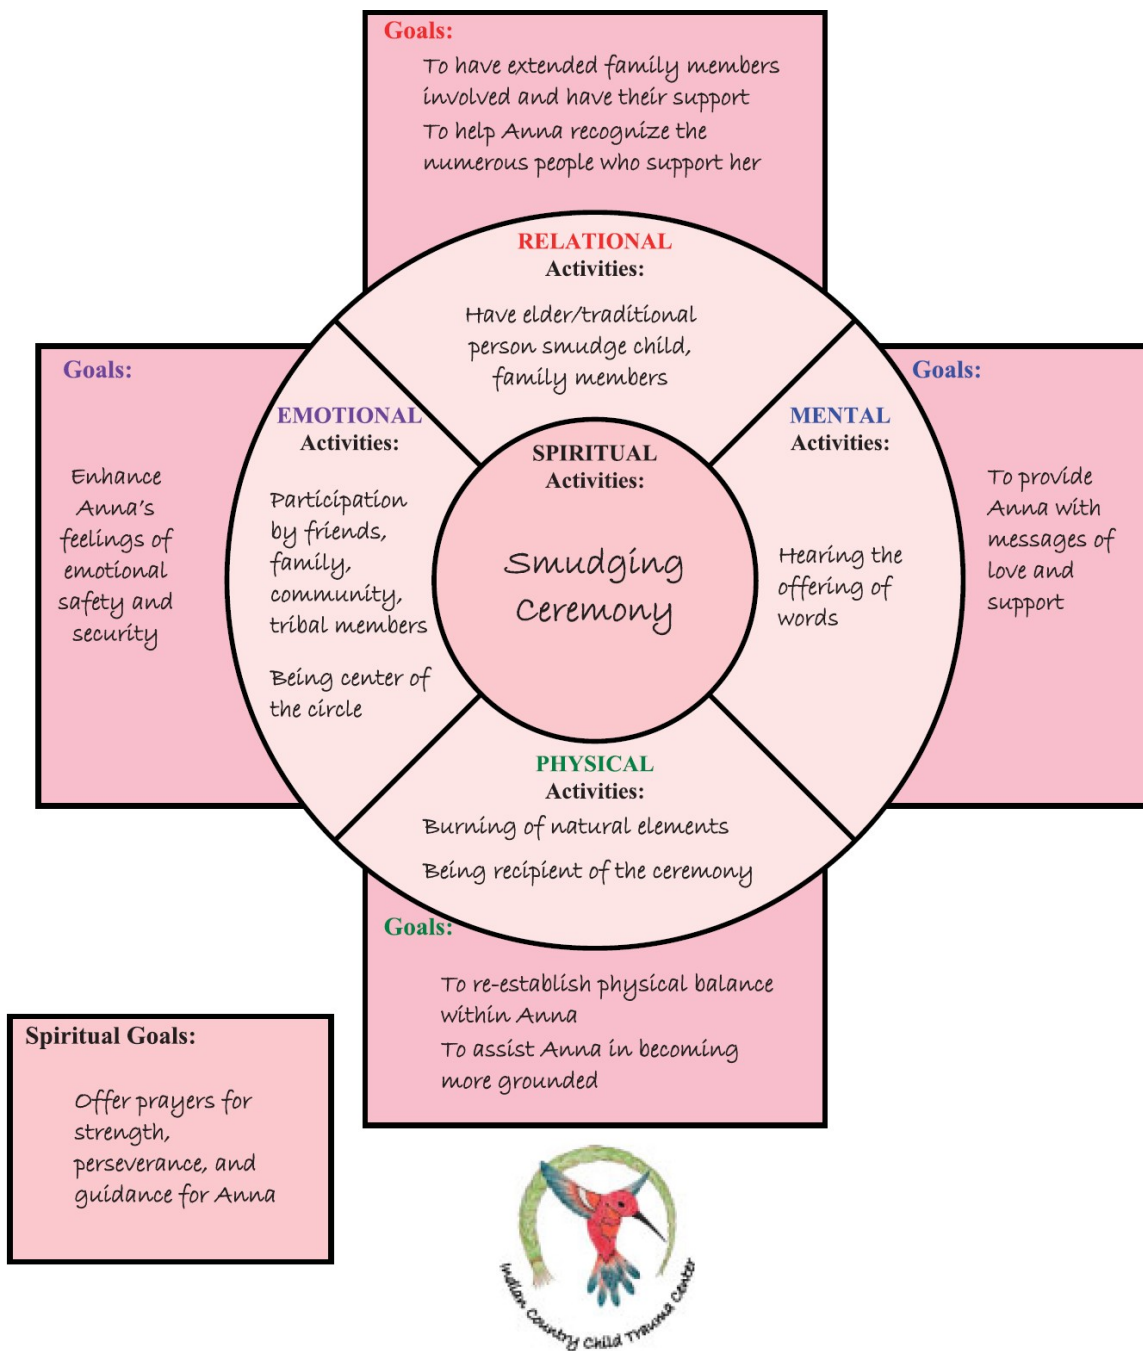 Goals:
To have extended family members
involved and have their support
To help Anna recognize the
numerous people who support her
RELATIONAL
Activities:
Have elder/traditional
person smudge child,
family members
Goals:
Enhance
Anna's
feelings of
emotional
safety and
security
EMOTIONAL
Activities:
Participation
by friends,
family,
community,
tribal members
Being center of
the circle
SPIRITUAL
Activities:
Smudging
Ceremony
MENTAL
Activities:
Hearing the
offering of
words
Goals:
To provide
Anna with
messages of
love and
support
PHYSICAL
Activities:
Burning of natural elements
Being recipient of the ceremony
Goals:
To re-establish physical balance
within Anna
To assist Anna in becoming
more grounded
Spiritual Goals:
Offer prayers for
strength,
perseverance, and
guidance for Anna
Indian Country Child Trauma Center